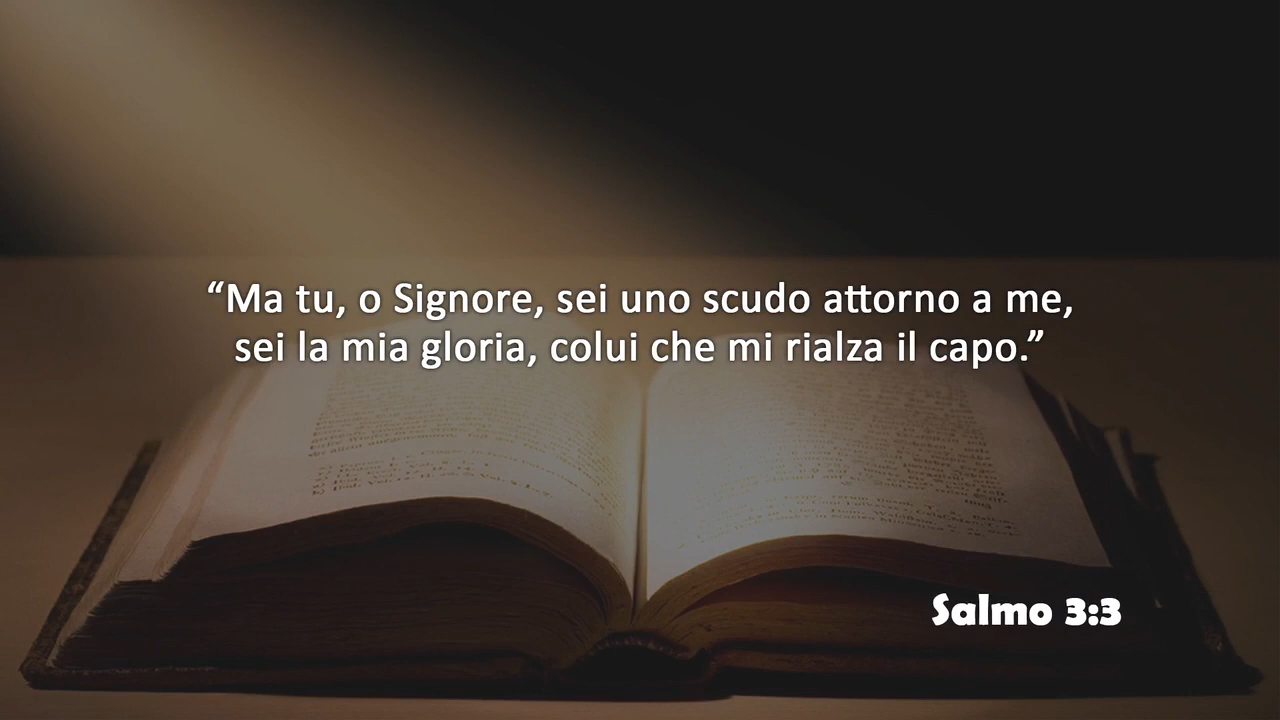 “Ma tu, o Signore, sei uno scudo attorno a me,
sei la mia gloria, colui che mi rialza il capo.”
Salmo 3:3